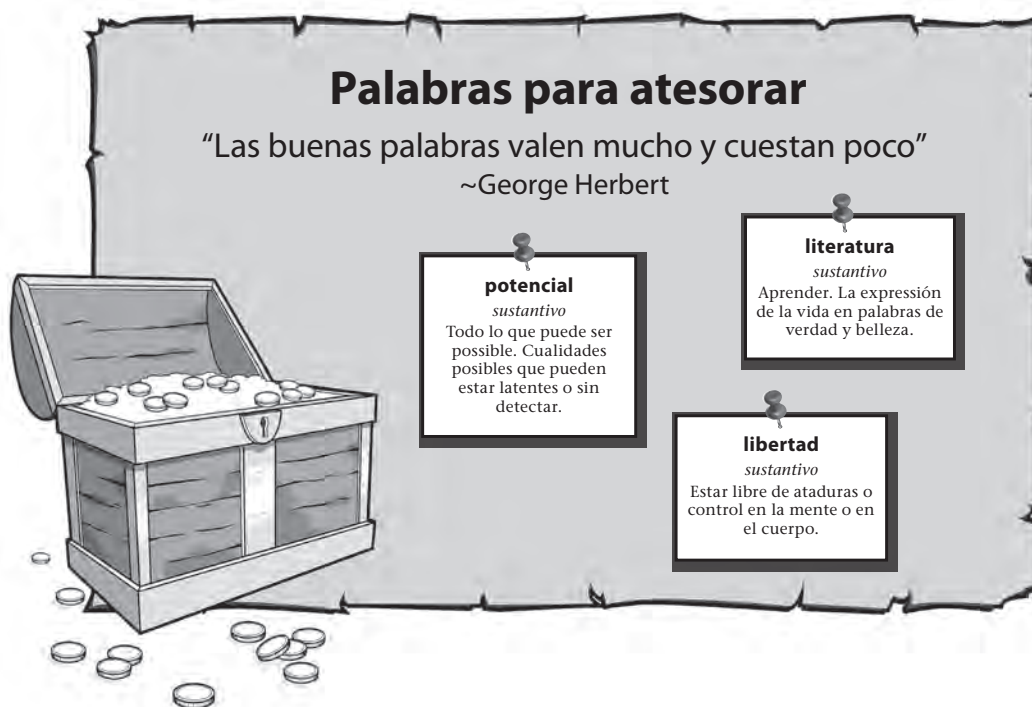 Palabras para atesorar
“Las buenas palabras valen mucho y cuestan poco”
~George Herbert
potencial
sustantivo
Todo lo que puede ser
possible. Cualidades
posibles que pueden
estar latentes o sin
detectar.
literatura
sustantivo
Aprender. La expresión
de la vida en palabras de
verdad y belleza.
libertad
sustantivo
Estar libre de ataduras o
control en la mente o en
el cuerpo.